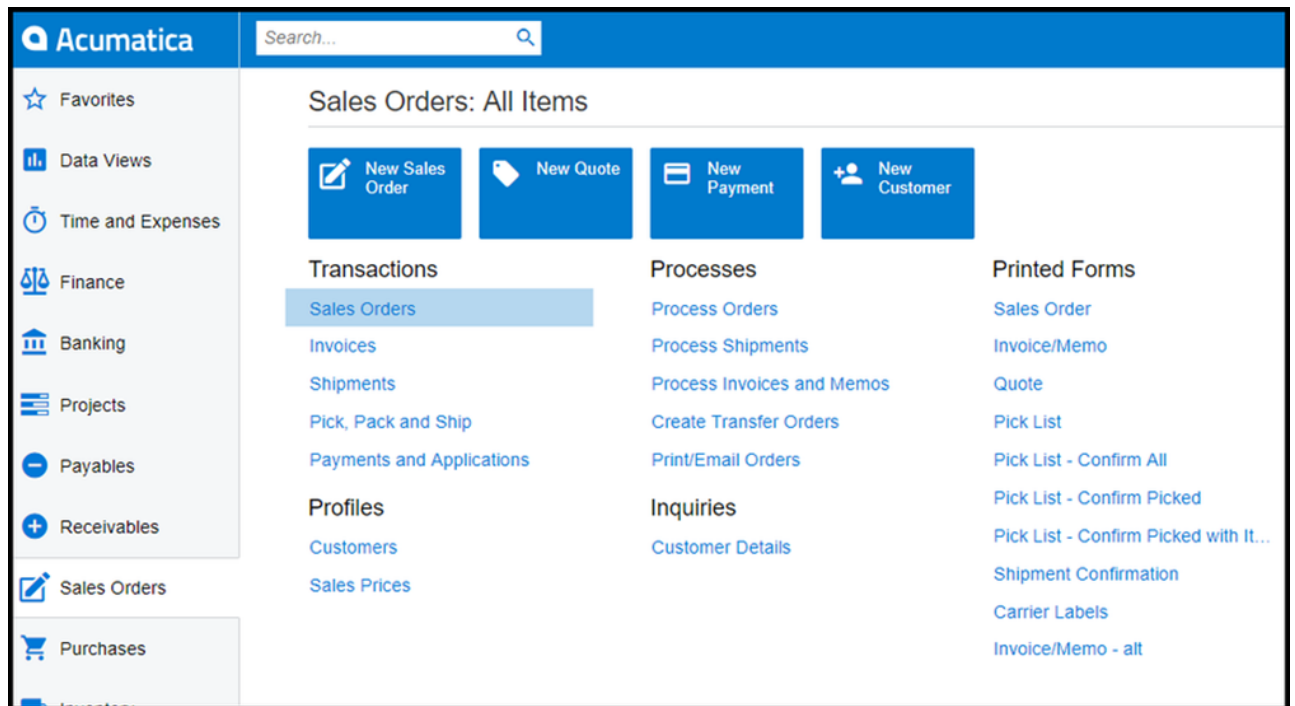 Acumatica
Search...
Favorites
Data Views
Time and Expenses
Finance
Banking
Projects
Payables
Receivables
Sales Orders
Purchases
Sales Orders: All Items
New Sales
Order
New Quote
New
Payment
New
Customer
Transactions
Sales Orders
Invoices
Shipments
Pick, Pack and Ship
Payments and Applications
Profiles
Customers
Sales Prices
Processes
Process Orders
Process Shipments
Process Invoices and Memos
Create Transfer Orders
Print/Email Orders
Inquiries
Customer Details
Printed Forms
Sales Order
Invoice/Memo
Quote
Pick List
Pick List - Confirm All
Pick List - Confirm Picked
Pick List - Confirm Picked with It...
Shipment Confirmation
Carrier Labels
Invoice/Memo - alt